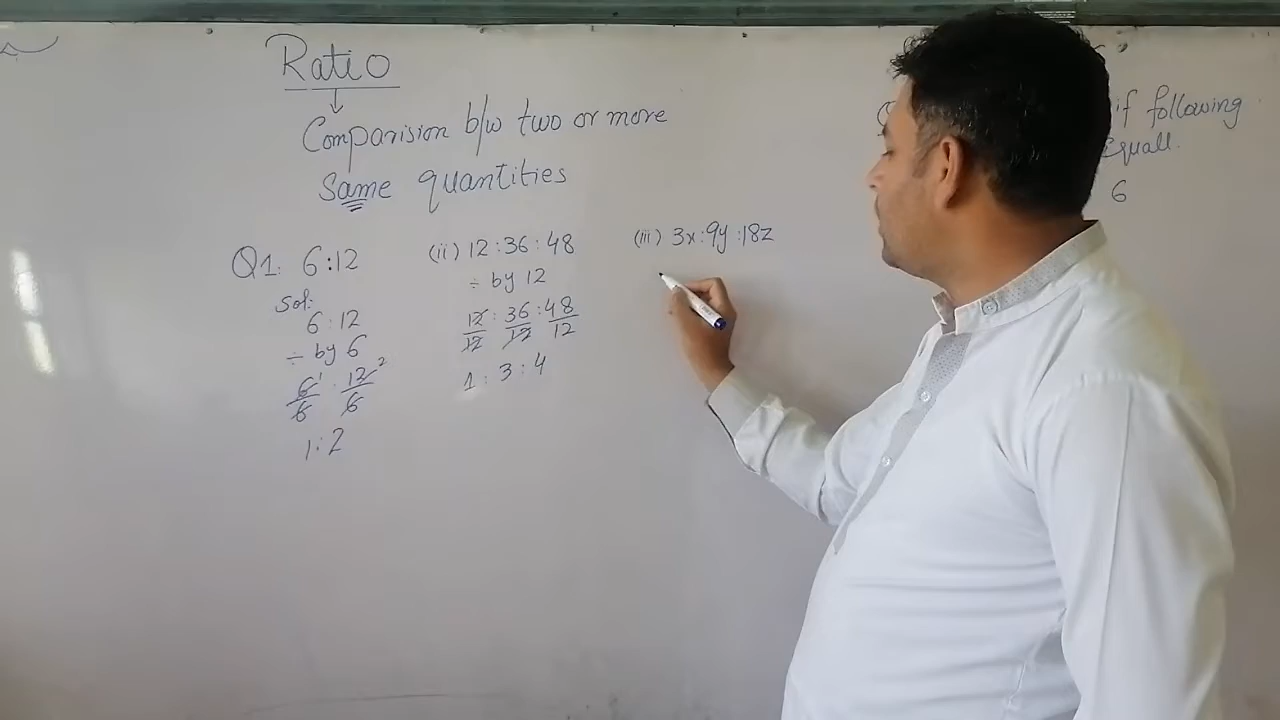 Ratio
↓
Comparision b/w two or more
Same quantities
Q1. 6:12
Sol:
6:12
÷ by 6
6/6 1 : 12/6 2
1:2
(ii) 12:36:48
÷ by 12
12/12 : 36/12 : 48/12
1:3:4
(iii) 3x:9y:18z
if following
Equall.
6